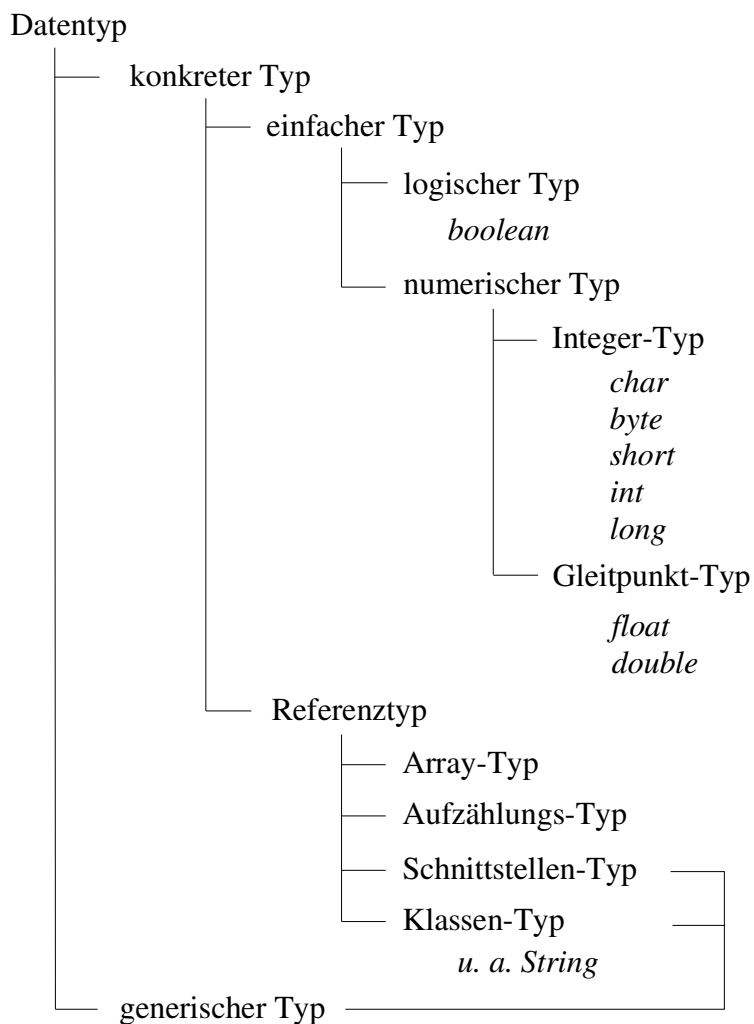 Datentyp
konkreter Typ
einfacher Typ
logischer Typ
boolean
numerischer Typ
Integer-Typ
char
byte
short
int
long
Gleitpunkt-Typ
float
double
Referenztyp
Array-Typ
Aufzählungs-Typ
Schnittstellen-Typ
Klassen-Typ
u. a. String
generischer Typ